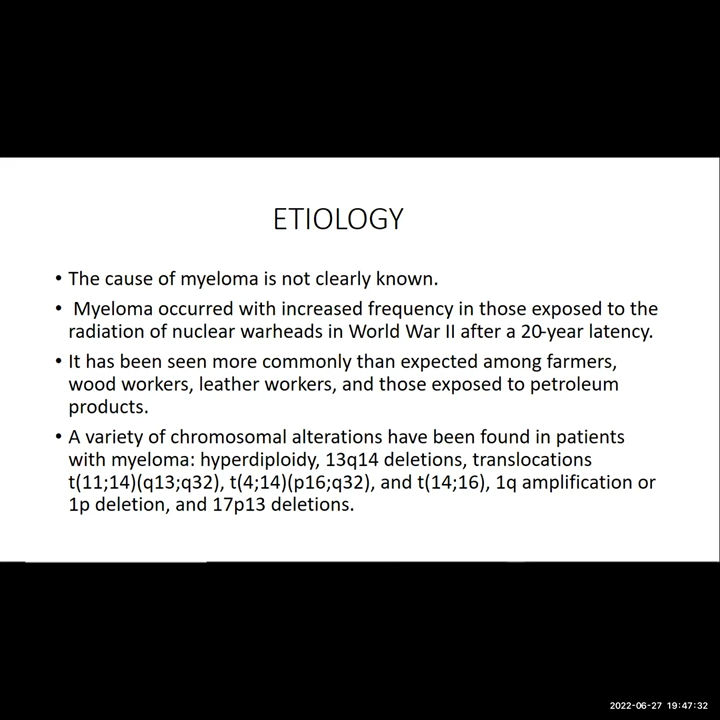 ETIOLOGY
• The cause of myeloma is not clearly known.
• Myeloma occurred with increased frequency in those exposed to the
radiation of nuclear warheads in World War II after a 20-year latency.
• It has been seen more commonly than expected among farmers,
wood workers, leather workers, and those exposed to petroleum
products.
• A variety of chromosomal alterations have been found in patients
with myeloma: hyperdiploidy, 13q14 deletions, translocations
t(11;14)(q13;q32), t(4;14)(p16;q32), and t(14;16), 1q amplification or
1p deletion, and 17p13 deletions.
2022-06-27 19:47:32